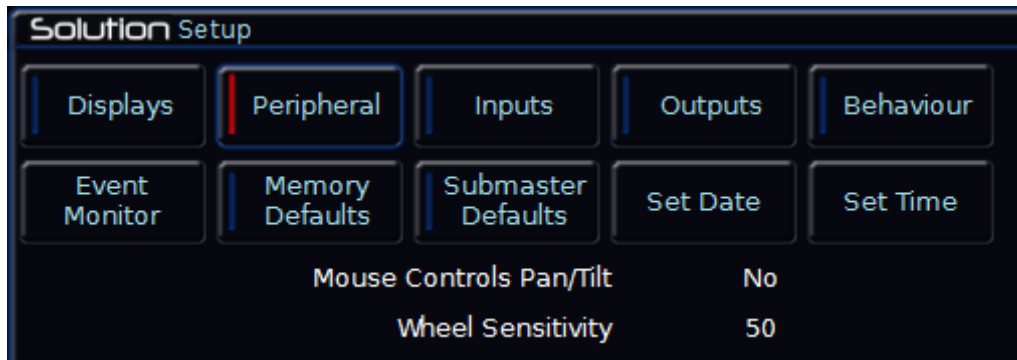 Solution Setup
Displays Peripheral Inputs Outputs Behaviour
Event Monitor Memory Defaults Submaster Defaults Set Date Set Time
Mouse Controls Pan/Tilt No
Wheel Sensitivity 50